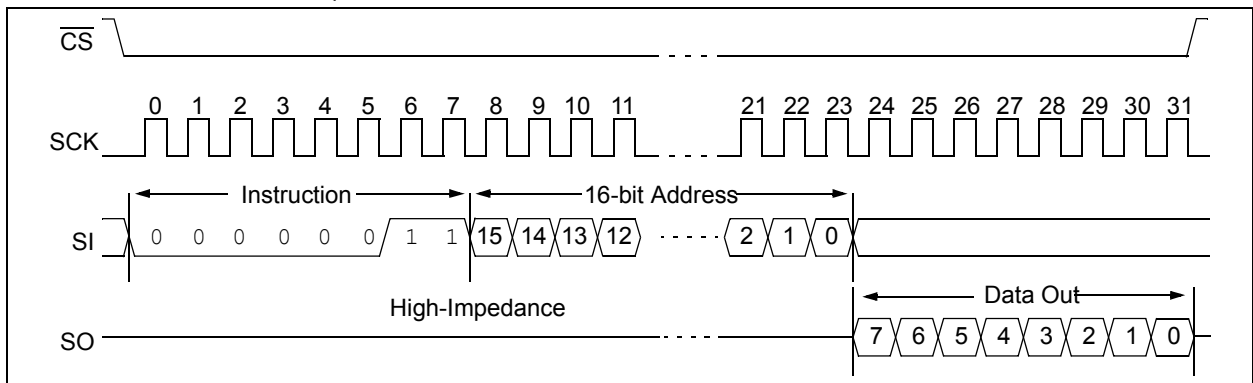 CS
0 1 2 3 4 5 6 7 8 9 10 11 21 22 23 24 25 26 27 28 29 30 31
SCK
Instruction 16-bit Address
SI 0 0 0 0 0 0 1 1 15 14 13 12 2 1 0
High-Impedance Data Out
SO 7 6 5 4 3 2 1 0